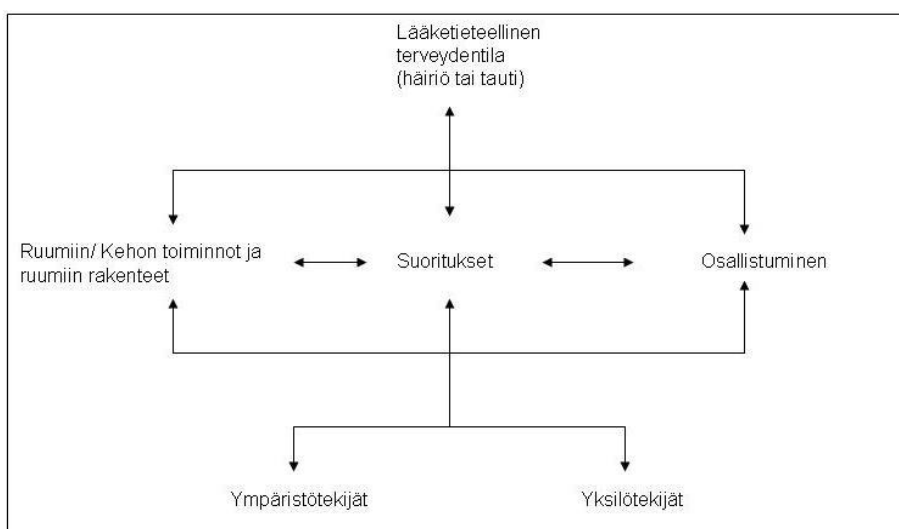 Lääketieteellinen
terveydentila
(häiriö tai tauti)
Ruumiin/ Kehon toiminnot ja
ruumiin rakenteet
Suoritukset
Osallistuminen
Ympäristötekijät
Yksilötekijät